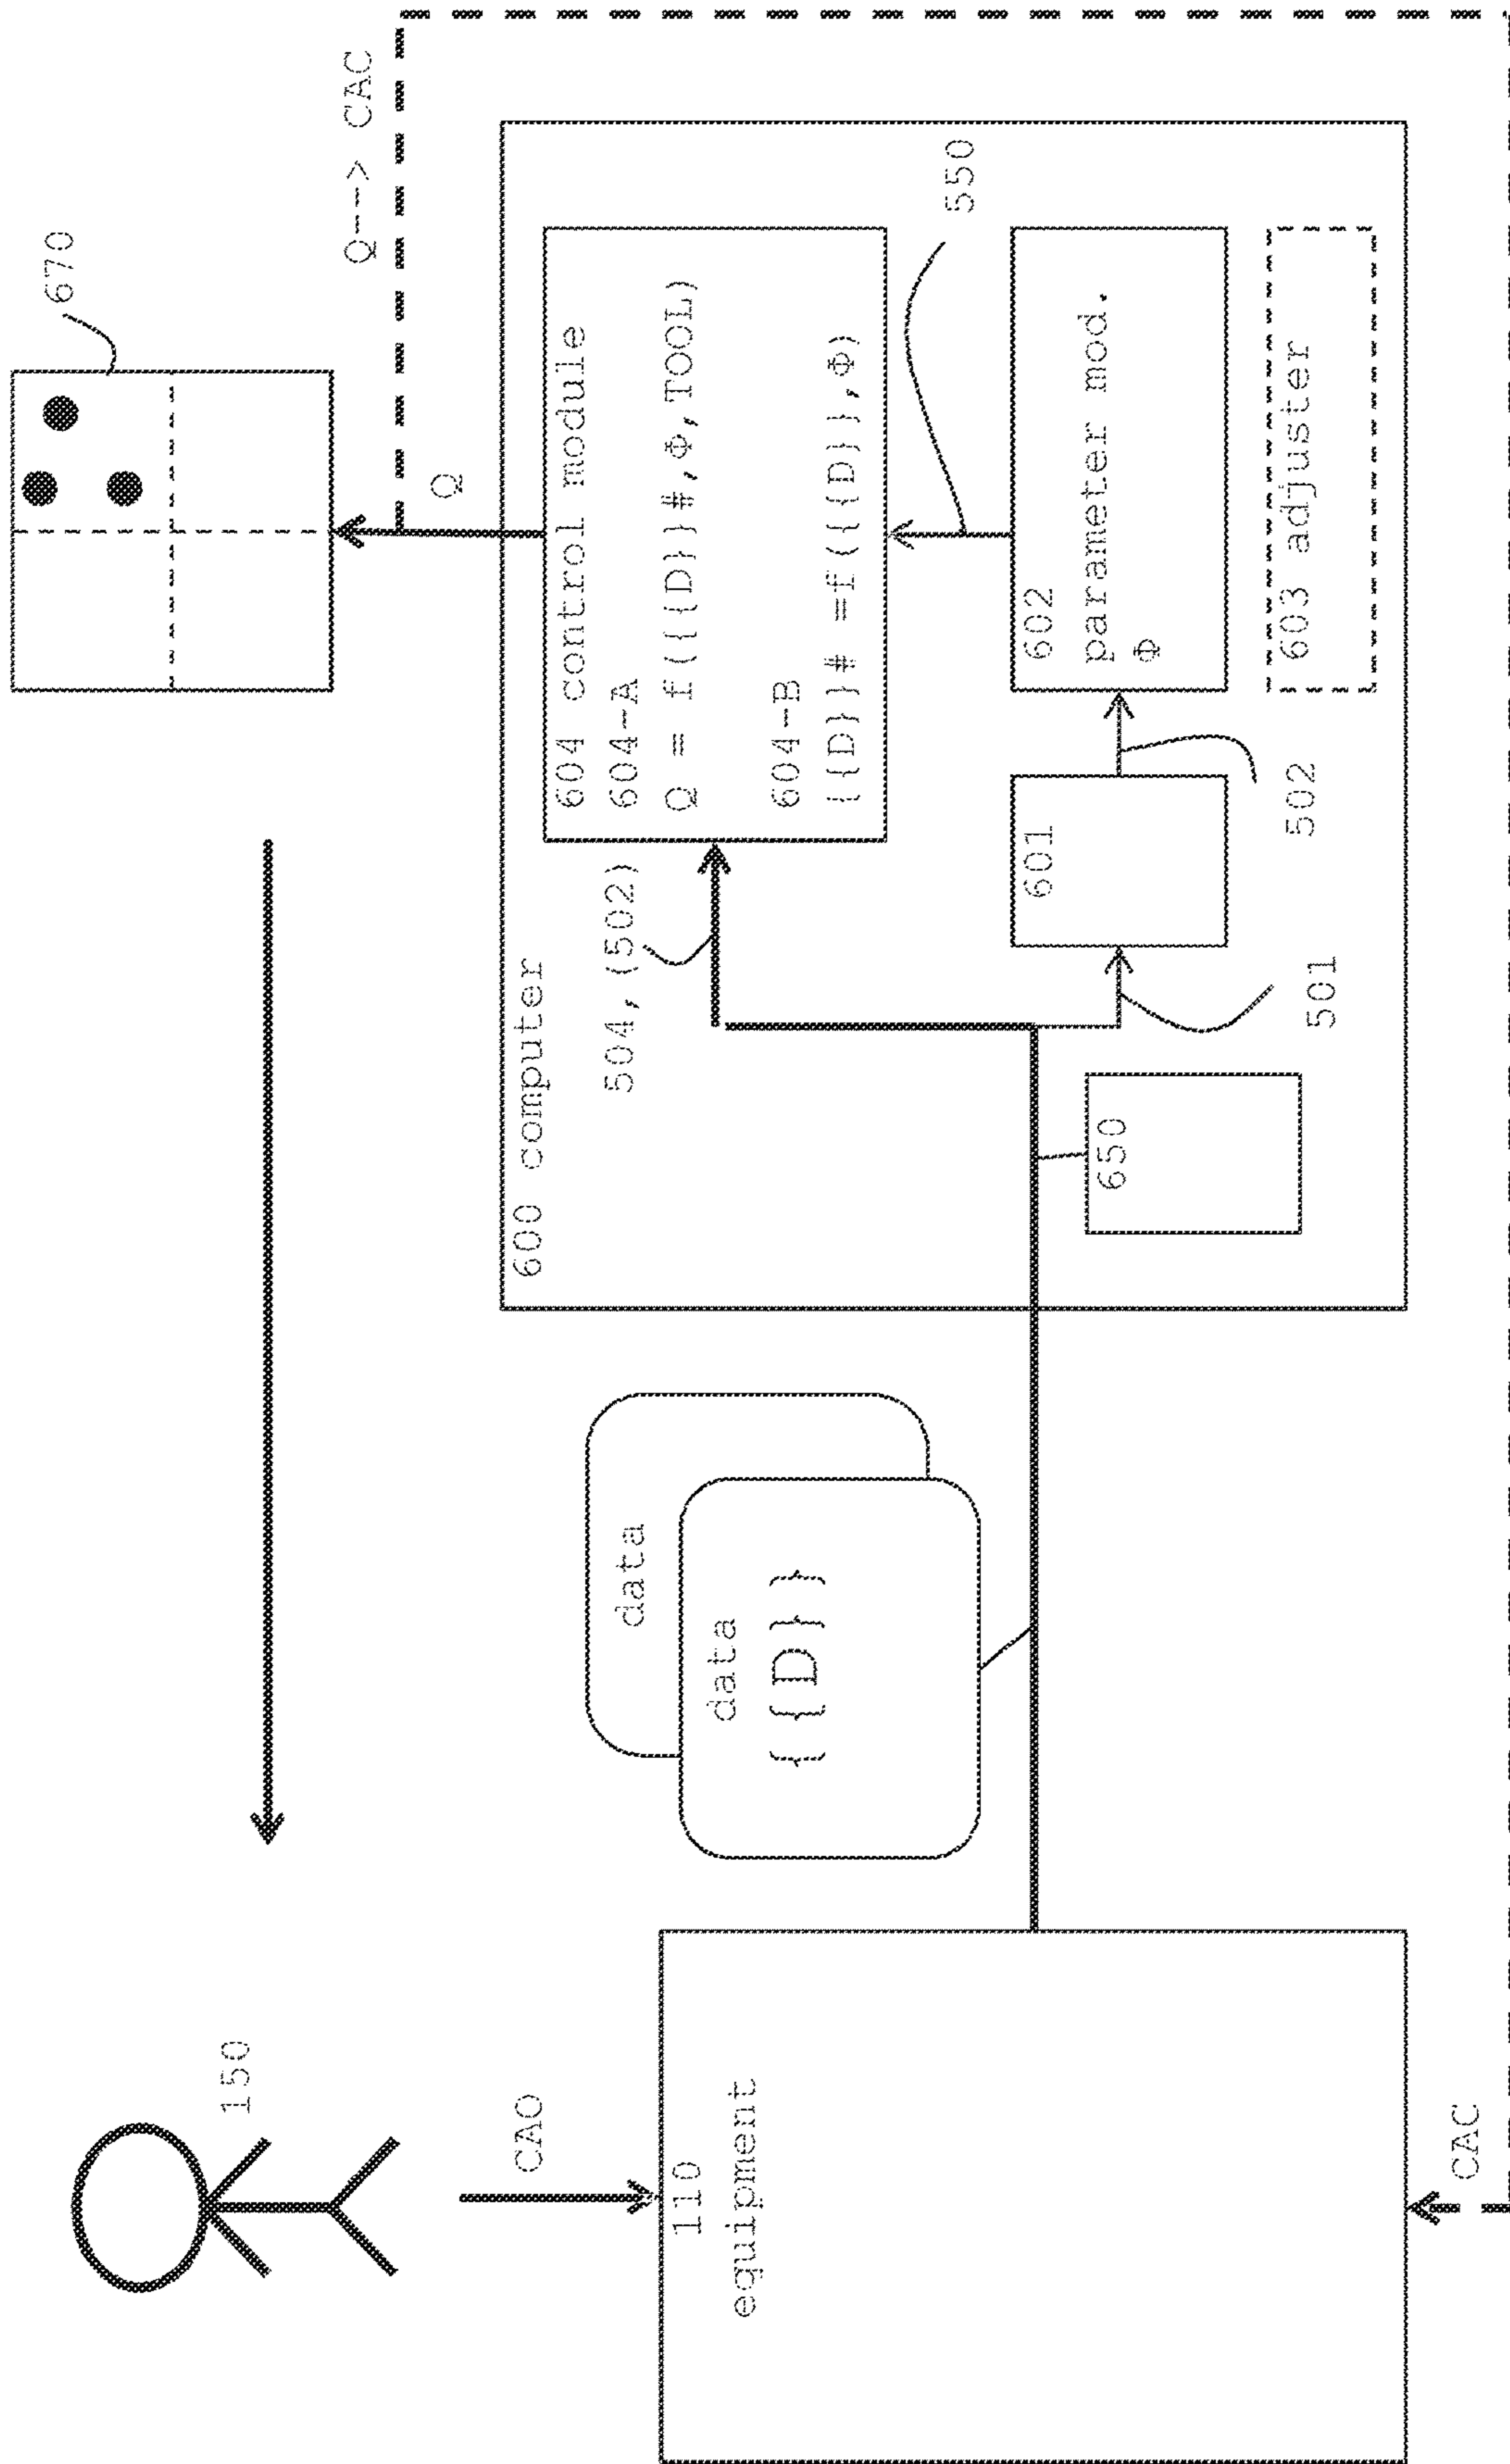 670
150
Q--> CAC
Q
CAO
600 computer
604 control module
604-A
Q = f({{D}}#,Φ,TOOL)
604-B
{{D}}# =f({{D}},Φ)
504,(502)
data
data
{{D}}
110
equipment
550
601
602
parameter mod.
Φ
650
603 adjuster
502
501
CAC